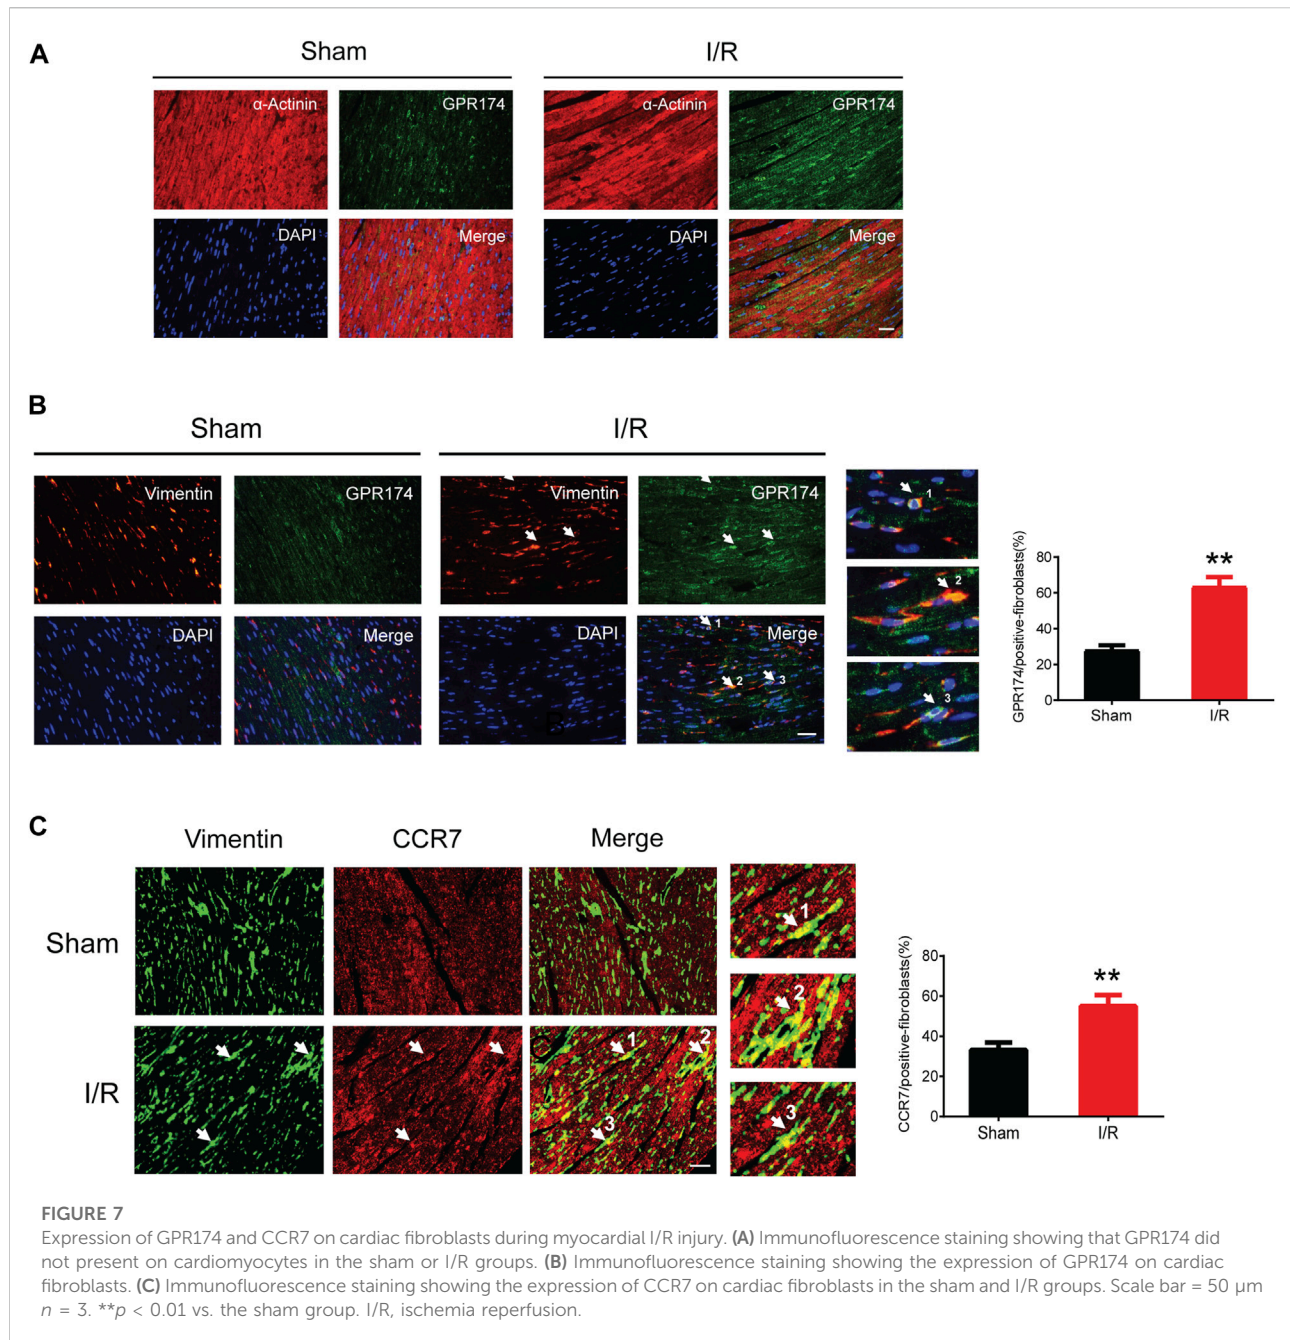 A
Sham
I/R
α-Actinin
GPR174
α-Actinin
GPR174
DAPI
Merge
DAPI
Merge
B
Sham
I/R
Vimentin
GPR174
Vimentin
GPR174
1
2
DAPI
Merge
DAPI
Merge
1
2
3
3
B
GPR174/positive-fibroblasts(%)
80
60
40
20
0
**
Sham
I/R
C
Vimentin
CCR7
Merge
Sham
I/R
1
2
3
1
2
3
CCR7/positive-fibroblasts(%)
80
60
40
20
0
**
Sham
I/R
FIGURE 7
Expression of GPR174 and CCR7 on cardiac fibroblasts during myocardial I/R injury. (A) Immunofluorescence staining showing that GPR174 did
not present on cardiomyocytes in the sham or I/R groups. (B) Immunofluorescence staining showing the expression of GPR174 on cardiac
fibroblasts. (C) Immunofluorescence staining showing the expression of CCR7 on cardiac fibroblasts in the sham and I/R groups. Scale bar = 50 μm
n = 3. **p < 0.01 vs. the sham group. I/R, ischemia reperfusion.